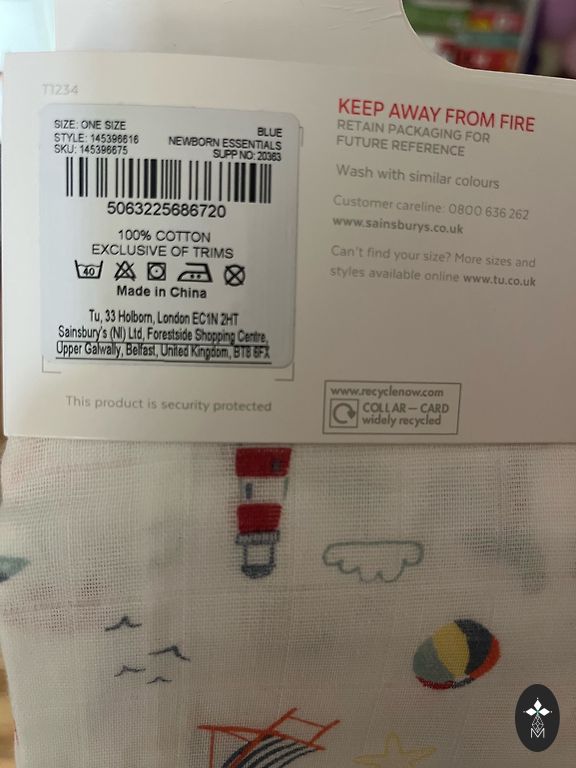 T1234
SIZE: ONE SIZE
STYLE: 145396616
SKU: 145396675
BLUE
NEWBORN ESSENTIALS
SUPP NO: 20363
5063225686720
100% COTTON
EXCLUSIVE OF TRIMS
40
Made in China
Tu, 33 Holborn, London EC1N 2HT
Sainsbury's (NI) Ltd, Forestside Shopping Centre,
Upper Galwally, Belfast, United Kingdom, BT8 6FX
This product is security protected
KEEP AWAY FROM FIRE
RETAIN PACKAGING FOR
FUTURE REFERENCE
Wash with similar colours
Customer careline: 0800 636 262
www.sainsburys.co.uk
Can't find your size? More sizes and
styles available online www.tu.co.uk
www.recyclenow.com
COLLAR – CARD
widely recycled
M